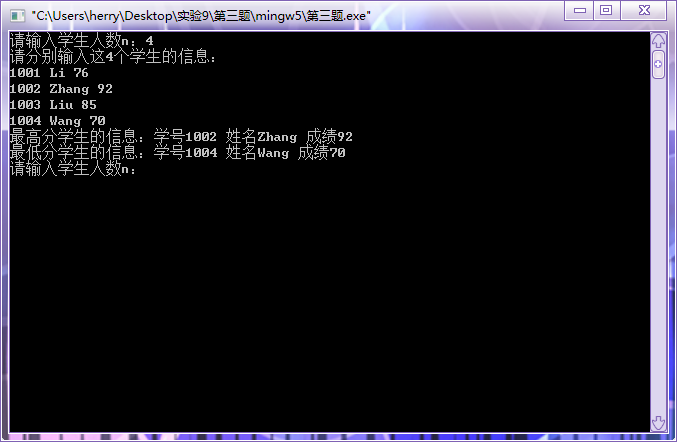 "C:\Users\herry\Desktop\实验9\第三题\mingw5\第三题.exe"
请输入学生人数n：4
请分别输入这4个学生的信息：
1001 Li 76
1002 Zhang 92
1003 Liu 85
1004 Wang 70
最高分学生的信息：学号1002 姓名Zhang 成绩92
最低分学生的信息：学号1004 姓名Wang 成绩70
请输入学生人数n：